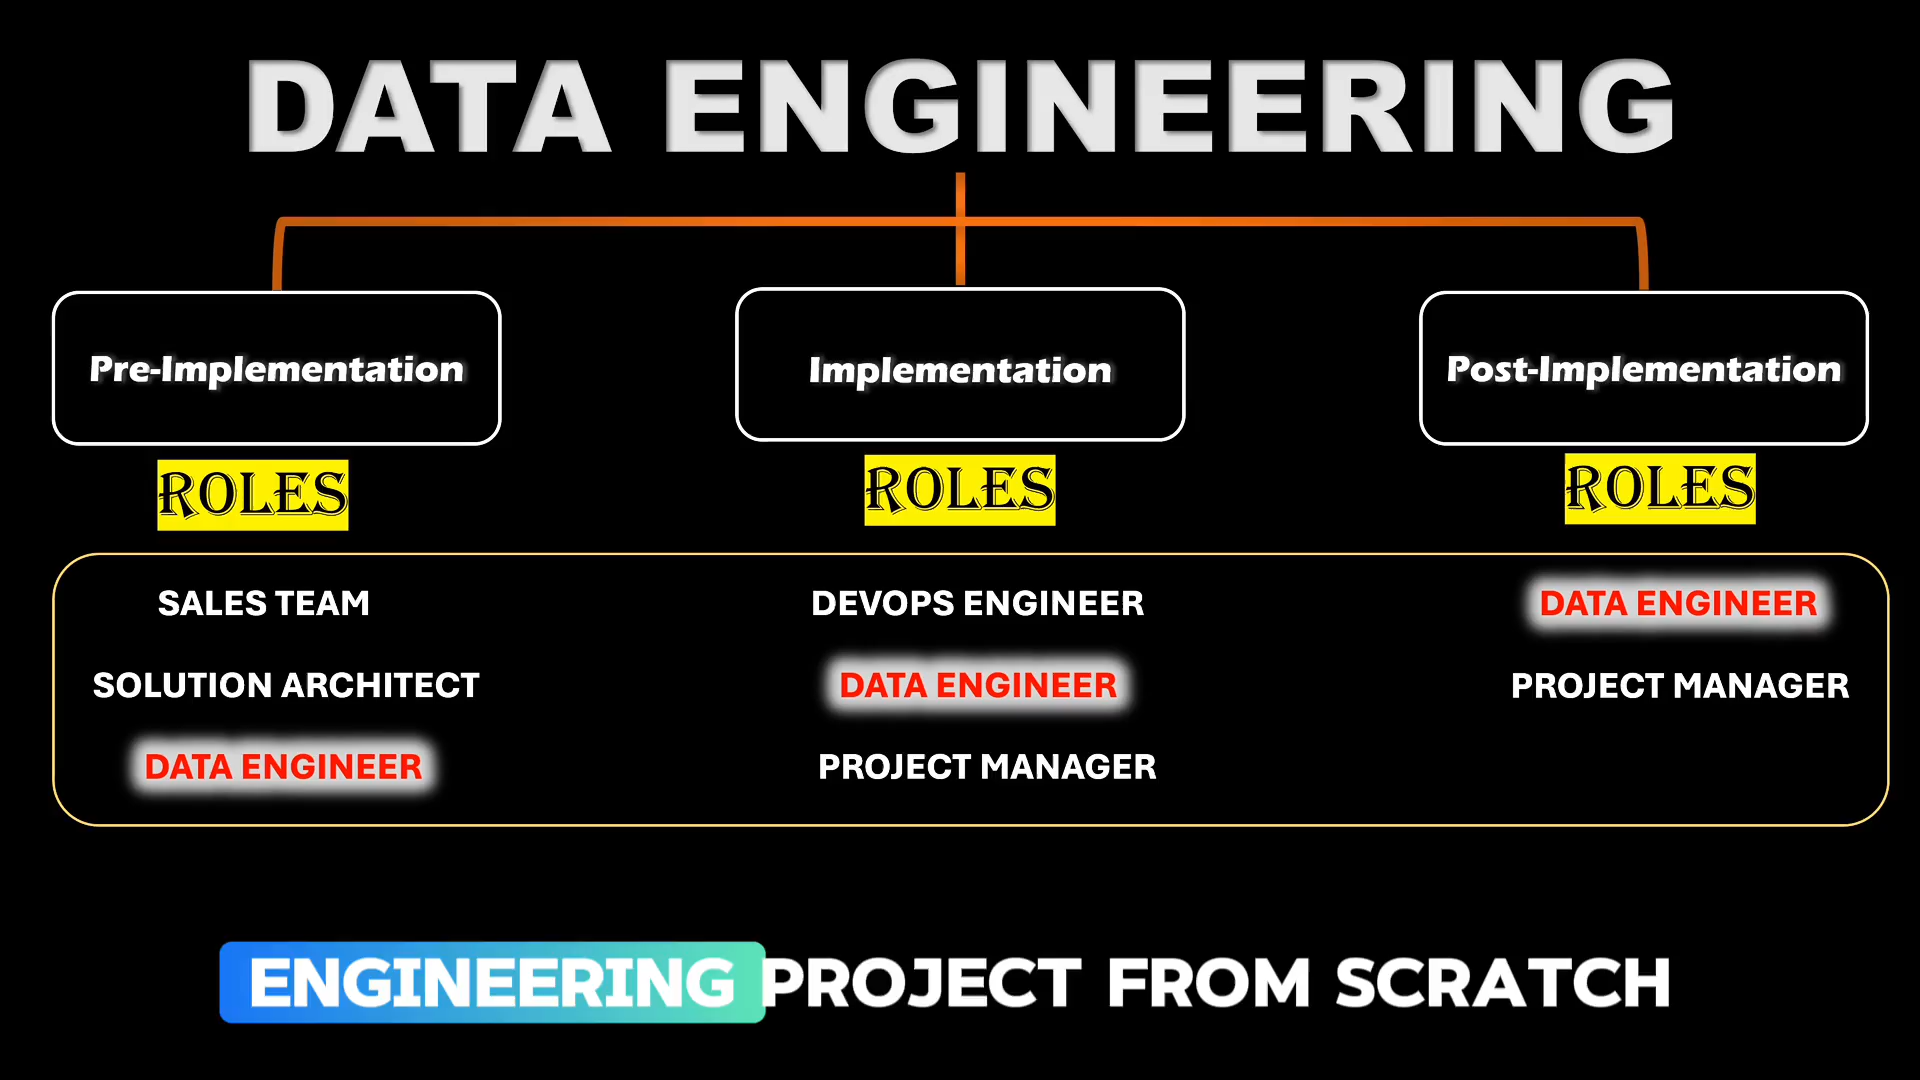 DATA ENGINEERING
Pre-Implementation
Implementation
Post-Implementation
ROLES
ROLES
ROLES
SALES TEAM
DEVOPS ENGINEER
DATA ENGINEER
SOLUTION ARCHITECT
DATA ENGINEER
PROJECT MANAGER
DATA ENGINEER
PROJECT MANAGER
ENGINEERING PROJECT FROM SCRATCH